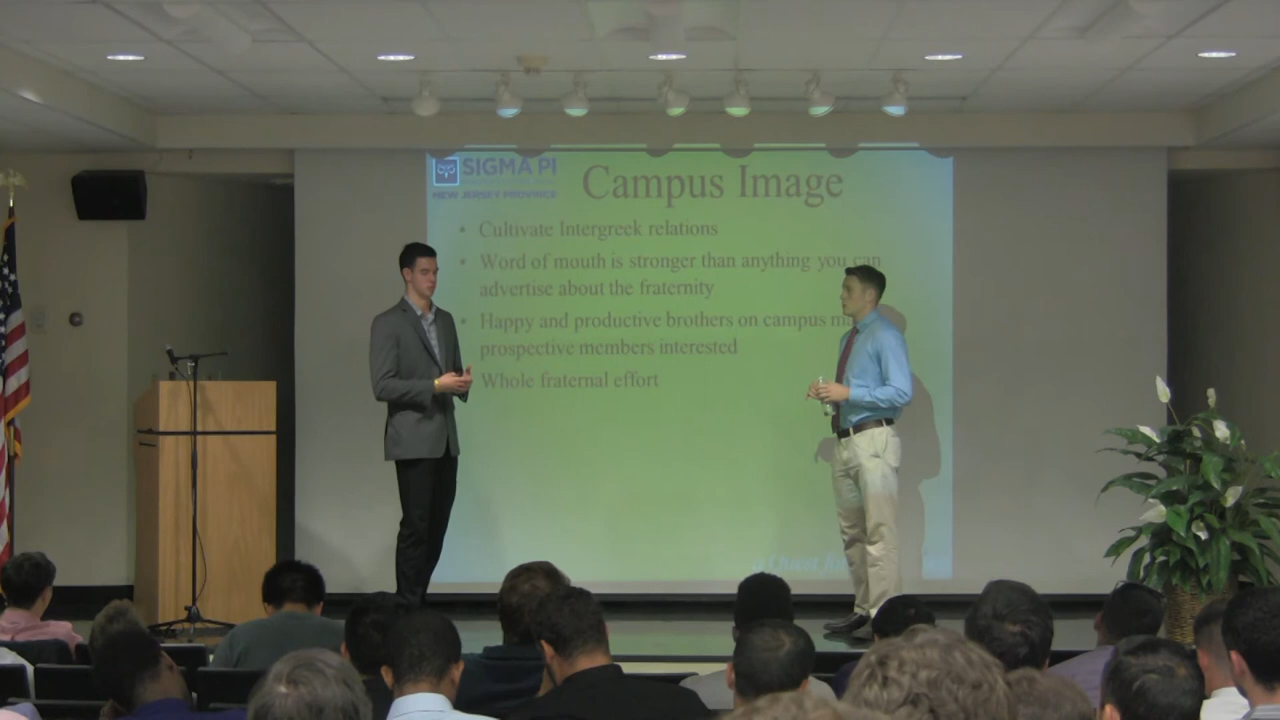 SIGMA PI
NEW JERSEY PROVINCE
Campus Image
• Cultivate Intergreek relations
• Word of mouth is stronger than anything you can
advertise about the fraternity
• Happy and productive brothers on campus
prospective members interested
• Whole fraternal effort